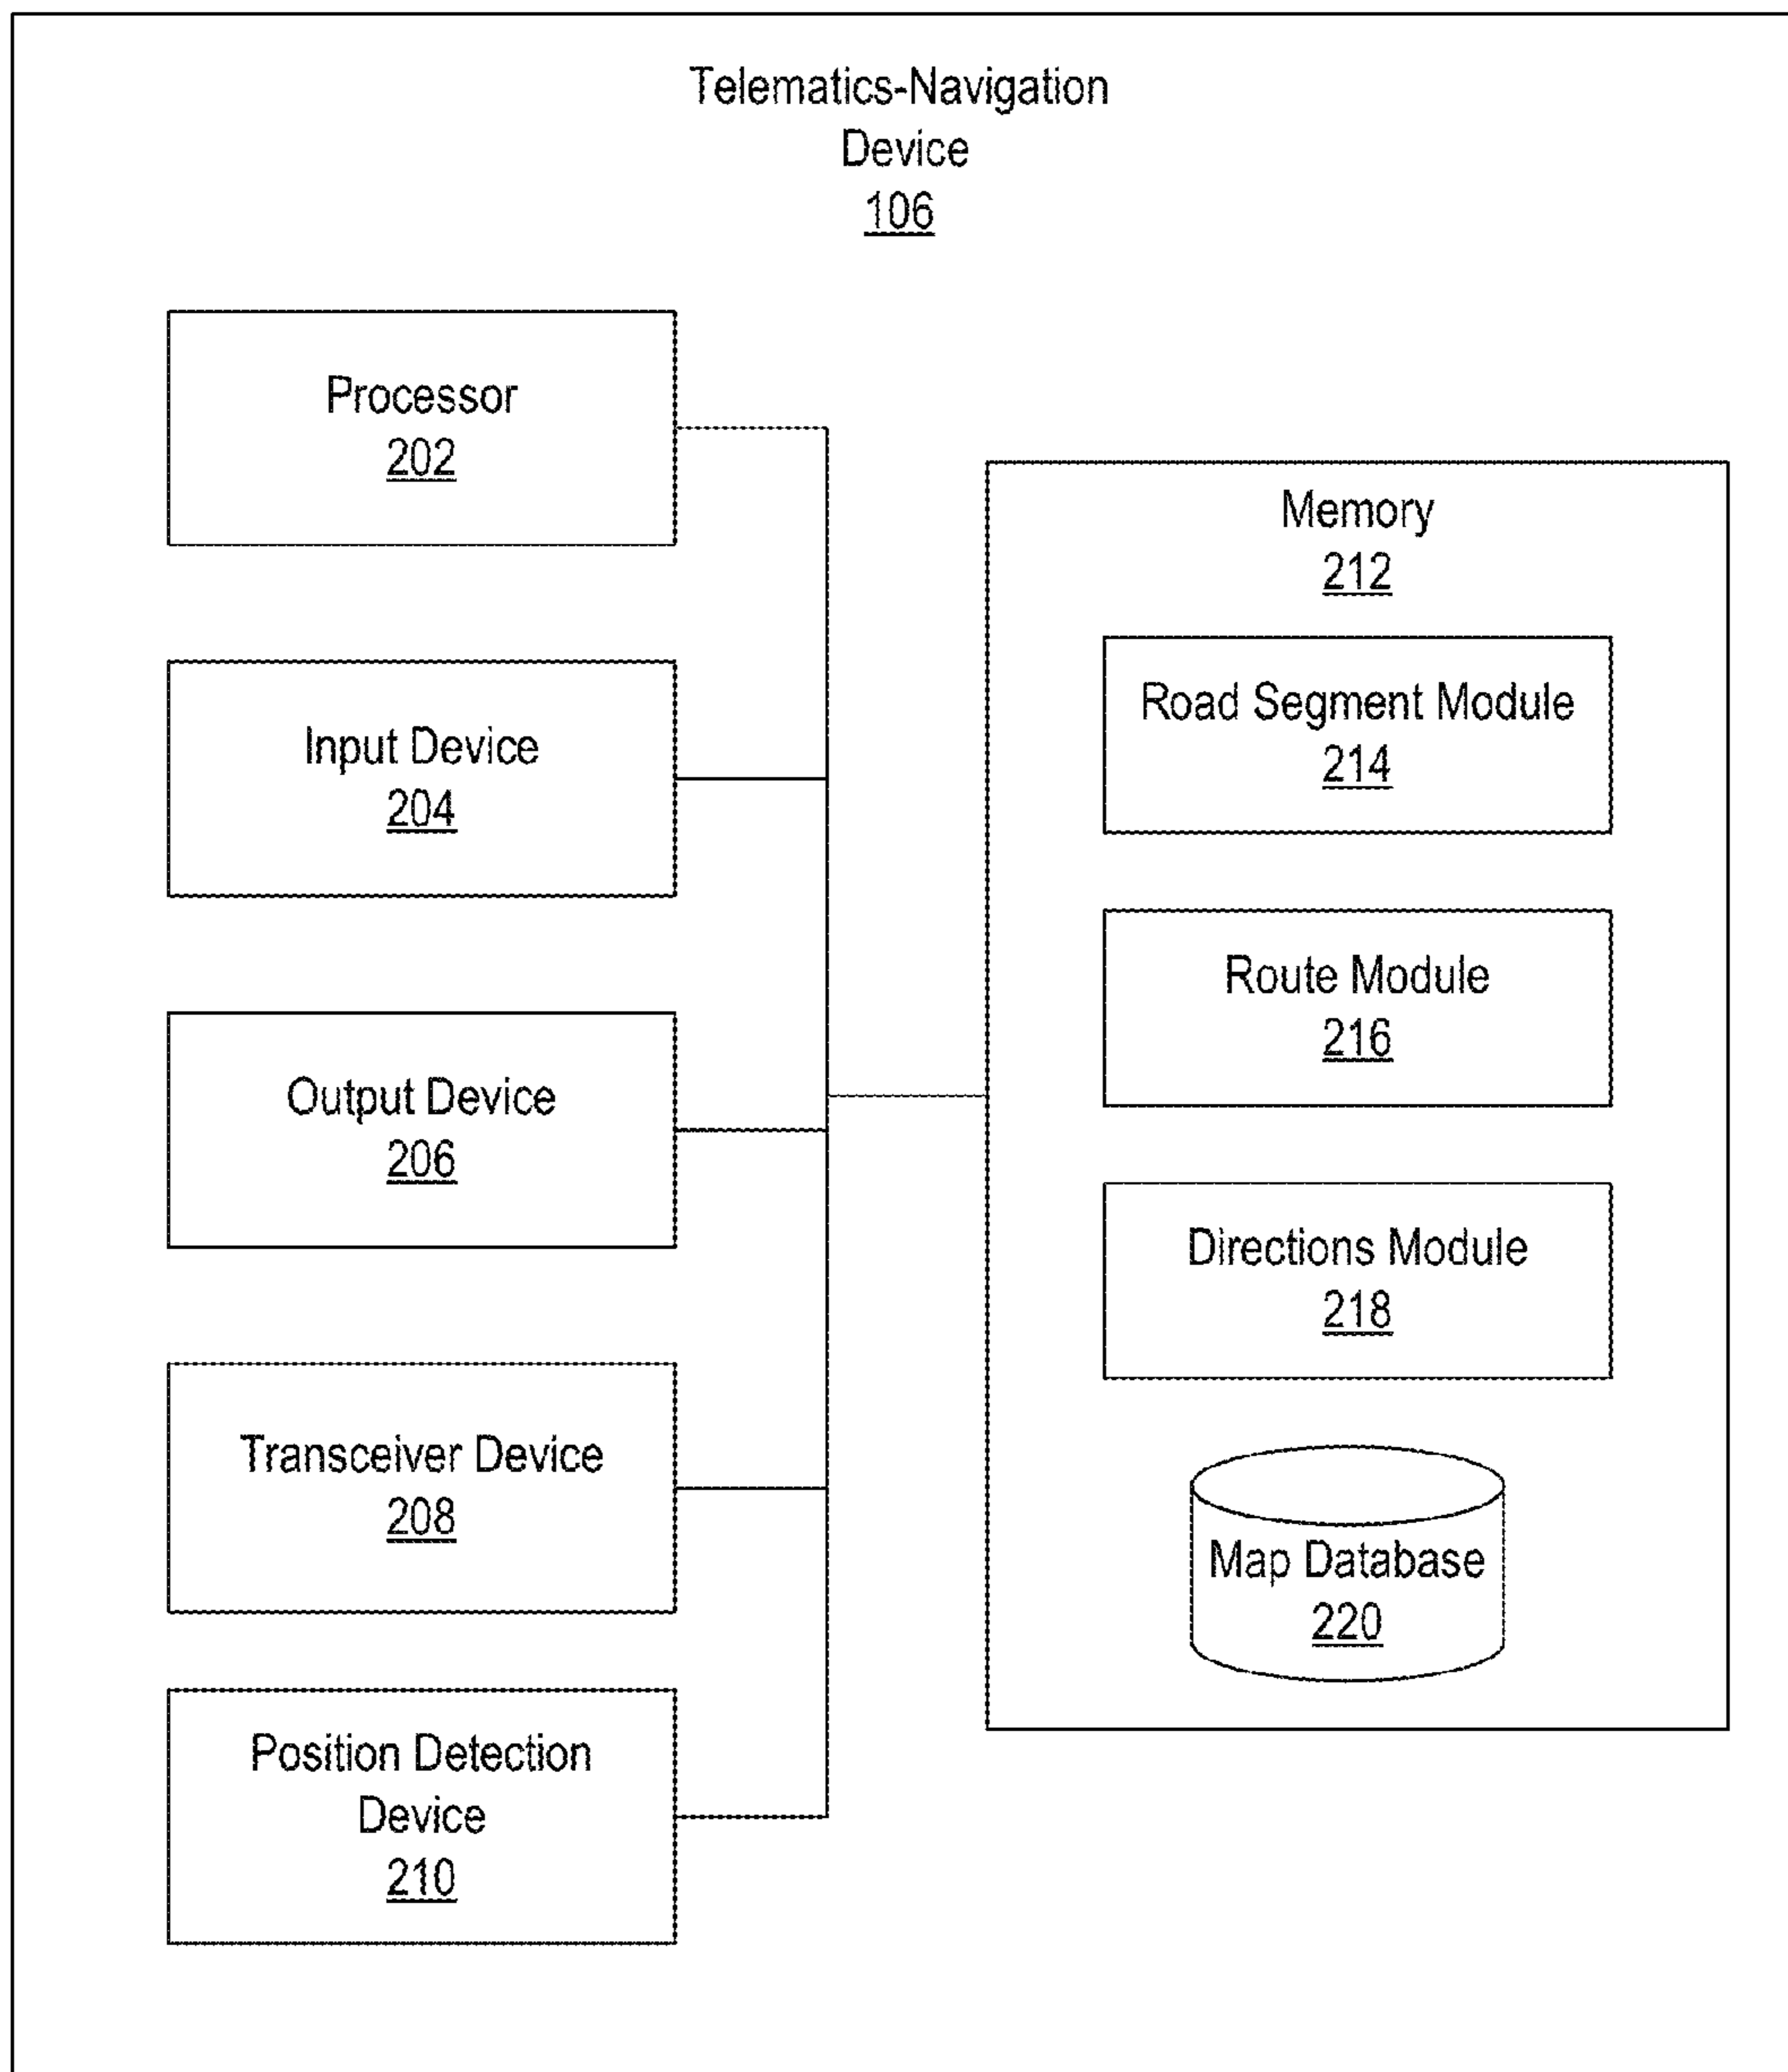 Telematics-Navigation
Device
106
Processor
202
Input Device
204
Output Device
206
Transceiver Device
208
Position Detection
Device
210
Memory
212
Road Segment Module
214
Route Module
216
Directions Module
218
Map Database
220